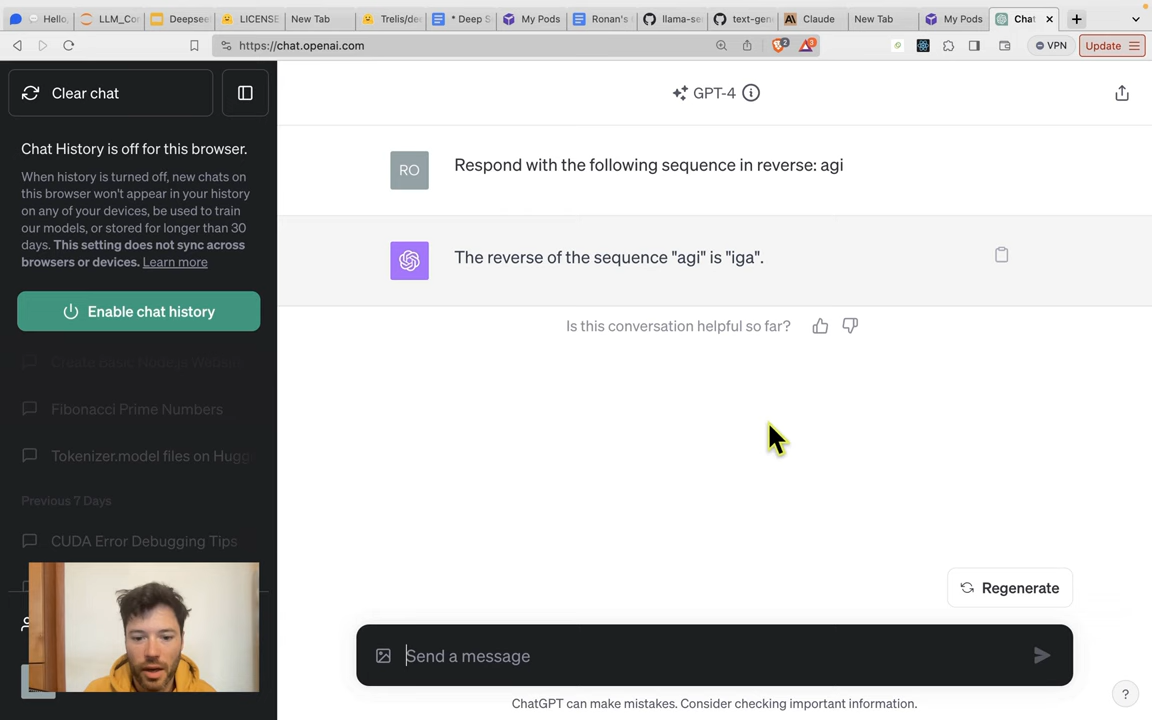 Hello,
LLM_Co
Deepsee
LICENSE
New Tab
Trelis/de
* Deep S
My Pods
Ronan's
llama-se
text-gen
Claude
New Tab
My Pods
Chat
https://chat.openai.com
2
VPN
Update
Clear chat
GPT-4
Chat History is off for this browser.
When history is turned off, new chats on
this browser won't appear in your history
on any of your devices, be used to train
our models, or stored for longer than 30
days. This setting does not sync across
browsers or devices. Learn more
Enable chat history
Create Basic Node.js Websit
Fibonacci Prime Numbers
Tokenizer.model files on Hugg
Previous 7 Days
CUDA Error Debugging Tips
RO
Respond with the following sequence in reverse: agi
The reverse of the sequence "agi" is "iga".
Is this conversation helpful so far?
Regenerate
Send a message
ChatGPT can make mistakes. Consider checking important information.
?